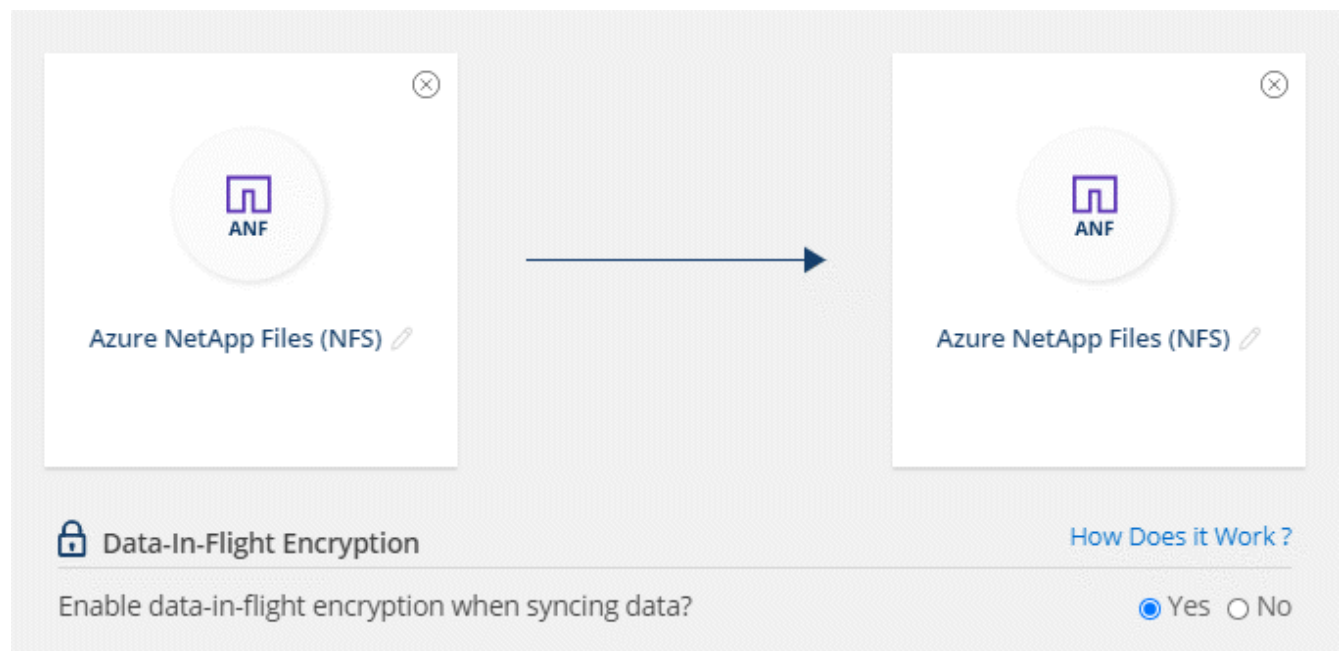 ANF
Azure NetApp Files (NFS)
ANF
Azure NetApp Files (NFS)
Data-In-Flight Encryption
How Does it Work ?
Enable data-in-flight encryption when syncing data?
Yes No